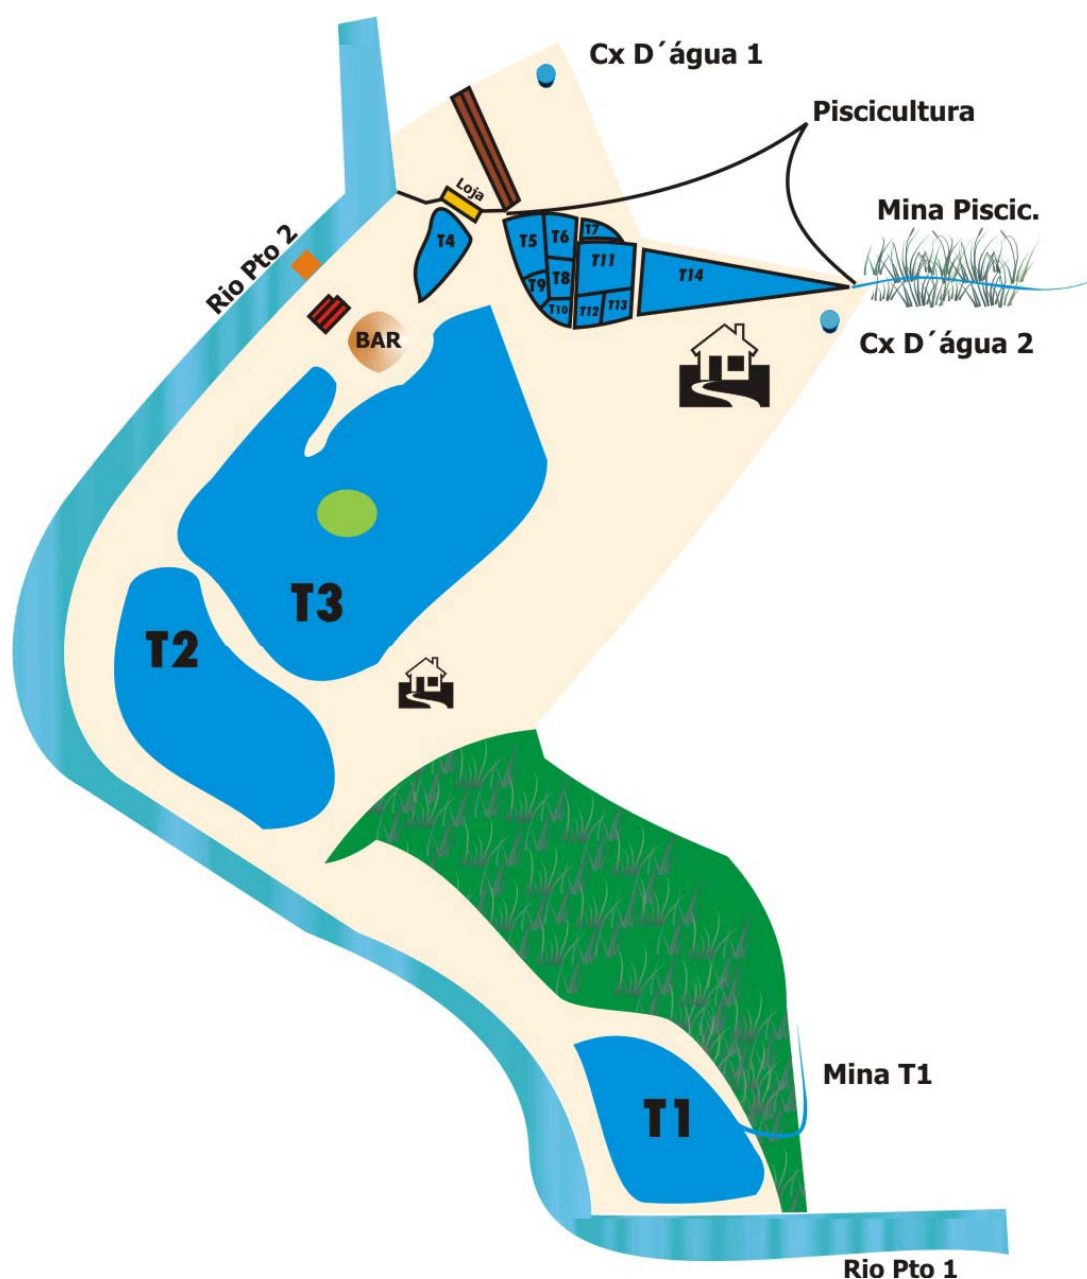 Cx D´água 1
Piscicultura
Loja
Mina Piscic.
Rio Pto 2
T4
T5
T6
T7
T11
T14
T9
T8
T10
T12
T13
BAR
Cx D´água 2
T3
T2
Mina T1
T1
Rio Pto 1